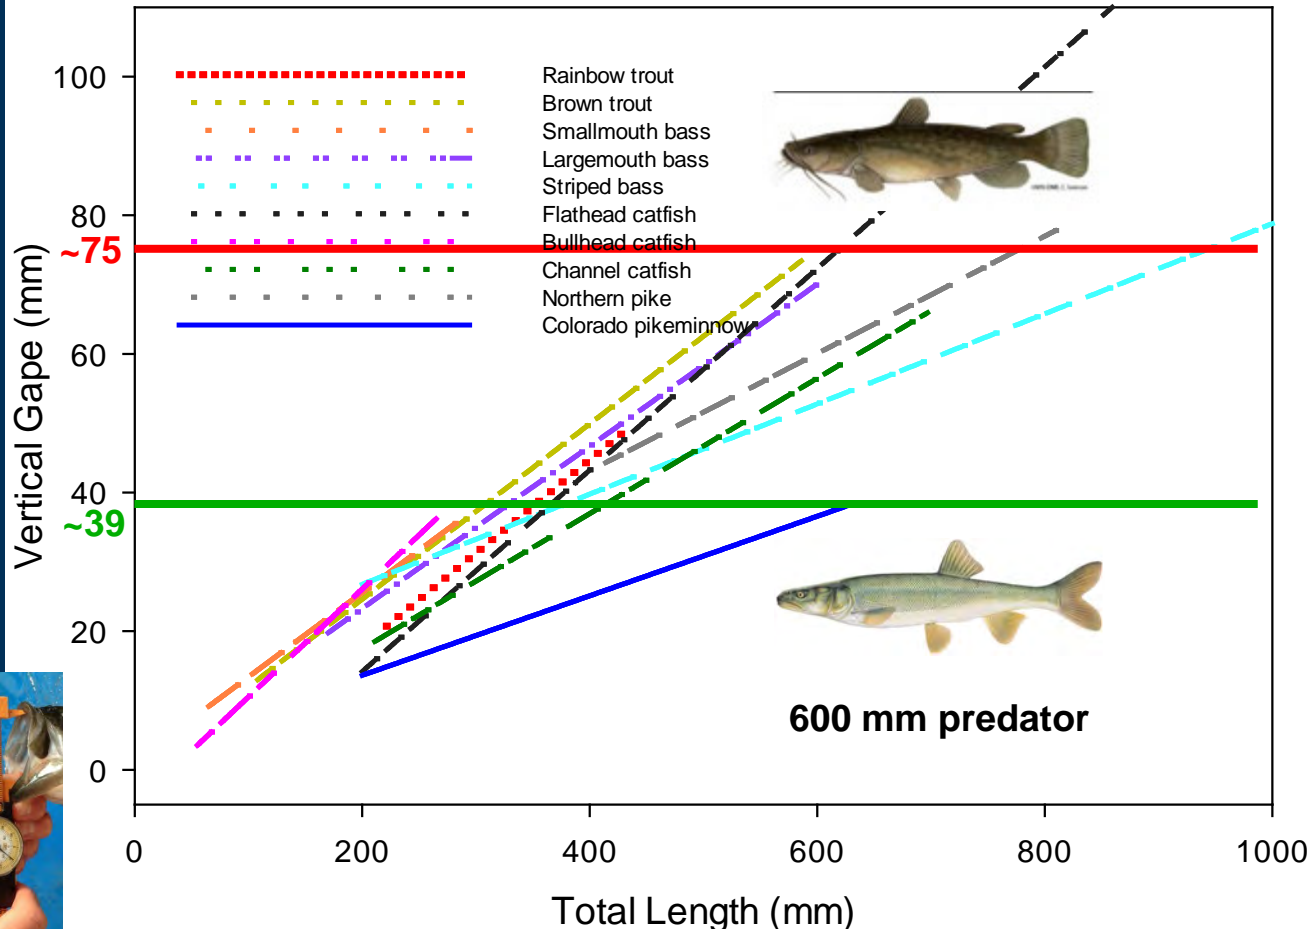 100
80
60
40
20
0
~75
~39
Vertical Gape (mm)
Rainbow trout
Brown trout
Smallmouth bass
Largemouth bass
Striped bass
Flathead catfish
Bullhead catfish
Channel catfish
Northern pike
Colorado pikeminnow
600 mm predator
0
200
400
600
800
1000
Total Length (mm)